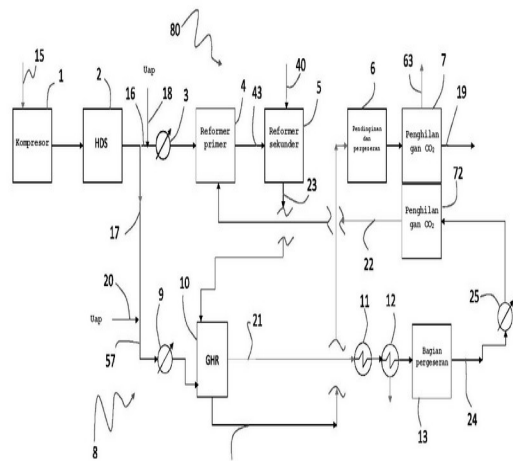 80
40
63
7
15
1
2
Uap
16
18
3
4
43
5
6
19
Kompresor
HDS
Reformer
primer
Reformer
sekunder
Pendinginan dan
pergeseran
Penghilan
gan CO₂
23
72
Penghilan
gan CO₂
17
22
20
Uap
9
10
21
11
12
25
57
GHR
Bagian
pergeseran
8
13
24